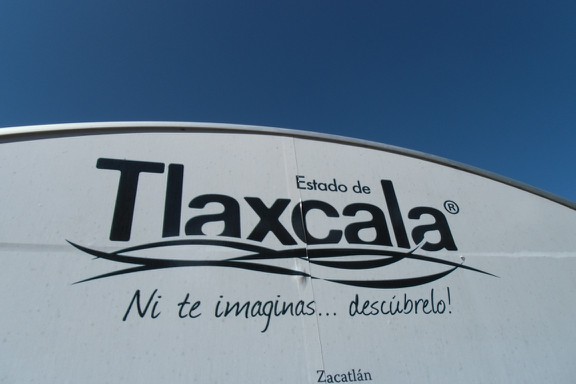 Estado de
Tlaxcala®
Ni te imaginas... descúbrelo!
Zacatlán